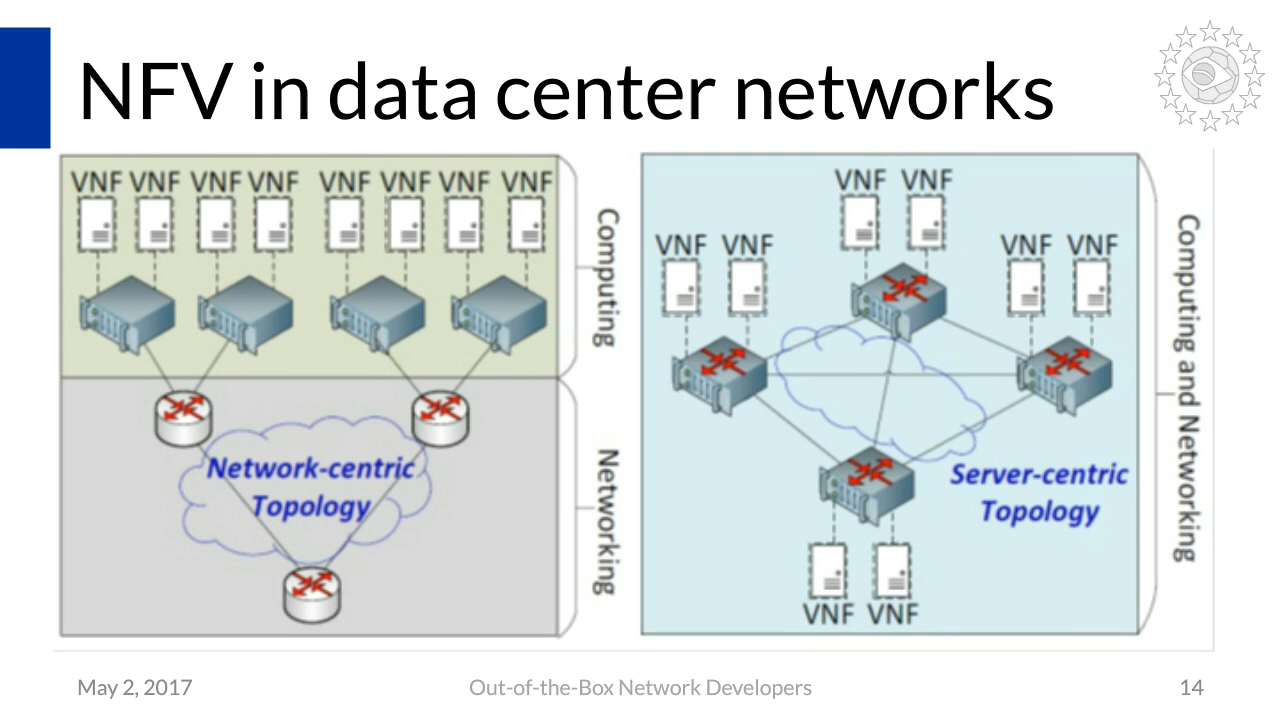 NFV in data center networks
VNF VNF VNF VNF VNF VNF VNF VNF
Computing
Network-centric
Topology
Networking
VNF VNF
VNF VNF
VNF VNF
Server-centric
Topology
VNF VNF
Computing and Networking
May 2, 2017
Out-of-the-Box Network Developers
14